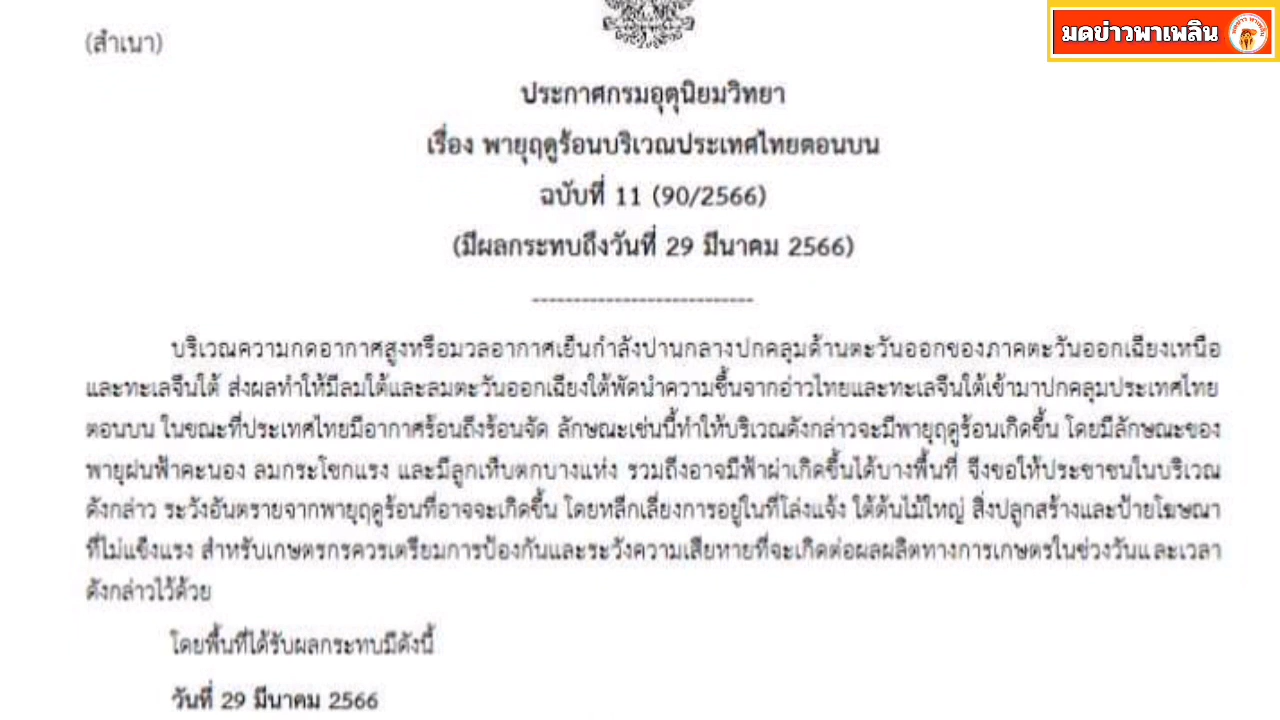 (สำเนา)
มดข่าวพาเพลิน
ประกาศกรมอุตุนิยมวิทยา
เรื่อง พายุฤดูร้อนบริเวณประเทศไทยตอนบน
ฉบับที่ 11 (90/2566)
(มีผลกระทบถึงวันที่ 29 มีนาคม 2566)
---------------------------
บริเวณความกดอากาศสูงหรือมวลอากาศเย็นกำลังปานกลางปกคลุมด้านตะวันออกของภาคตะวันออกเฉียงเหนือ
และทะเลจีนใต้ ส่งผลทำให้มีลมใต้และลมตะวันออกเฉียงใต้พัดนำความชื้นจากอ่าวไทยและทะเลจีนใต้เข้ามาปกคลุมประเทศไทย
ตอนบน ในขณะที่ประเทศไทยมีอากาศร้อนถึงร้อนจัด ลักษณะเช่นนี้ทำให้บริเวณดังกล่าวจะมีพายุฤดูร้อนเกิดขึ้น โดยมีลักษณะของ
พายุฝนฟ้าคะนอง ลมกระโชกแรง และมีลูกเห็บตกบางแห่ง รวมถึงอาจมีฟ้าผ่าเกิดขึ้นได้บางพื้นที่ จึงขอให้ประชาชนในบริเวณ
ดังกล่าว ระวังอันตรายจากพายุฤดูร้อนที่อาจจะเกิดขึ้น โดยหลีกเลี่ยงการอยู่ในที่โล่งแจ้ง ใต้ต้นไม้ใหญ่ สิ่งปลูกสร้างและป้ายโฆษณา
ที่ไม่แข็งแรง สำหรับเกษตรกรควรเตรียมการป้องกันและระวังความเสียหายที่จะเกิดต่อผลผลิตทางการเกษตรในช่วงวันและเวลา
ดังกล่าวไว้ด้วย
โดยพื้นที่ได้รับผลกระทบมีดังนี้
วันที่ 29 มีนาคม 2566